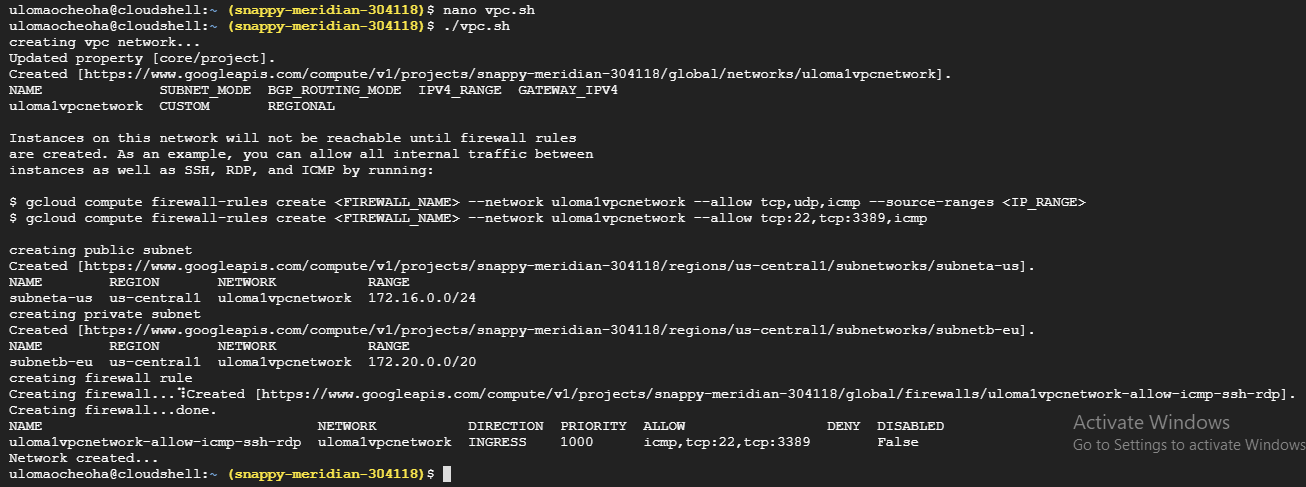 ulomaocheoha@cloudshell:~ (snappy-meridian-304118)$ nano vpc.sh
ulomaocheoha@cloudshell:~ (snappy-meridian-304118)$ ./vpc.sh
creating vpc network...
Updated property [core/project].
Created [https://www.googleapis.com/compute/v1/projects/snappy-meridian-304118/global/networks/uloma1vpcnetwork].
NAME SUBNET_MODE BGP_ROUTING_MODE IPV4_RANGE GATEWAY_IPV4
uloma1vpcnetwork CUSTOM REGIONAL
Instances on this network will not be reachable until firewall rules
are created. As an example, you can allow all internal traffic between
instances as well as SSH, RDP, and ICMP by running:
$ gcloud compute firewall-rules create <FIREWALL_NAME> --network uloma1vpcnetwork --allow tcp,udp,icmp --source-ranges <IP_RANGE>
$ gcloud compute firewall-rules create <FIREWALL_NAME> --network uloma1vpcnetwork --allow tcp:22,tcp:3389,icmp
creating public subnet
Created [https://www.googleapis.com/compute/v1/projects/snappy-meridian-304118/regions/us-central1/subnetworks/subneta-us].
NAME REGION NETWORK RANGE
subneta-us us-central1 uloma1vpcnetwork 172.16.0.0/24
creating private subnet
Created [https://www.googleapis.com/compute/v1/projects/snappy-meridian-304118/regions/us-central1/subnetworks/subnetb-eu].
NAME REGION NETWORK RANGE
subnetb-eu us-central1 uloma1vpcnetwork 172.20.0.0/20
creating firewall rule
Creating firewall...⠹Created [https://www.googleapis.com/compute/v1/projects/snappy-meridian-304118/global/firewalls/uloma1vpcnetwork-allow-icmp-ssh-rdp].
Creating firewall...done.
NAME NETWORK DIRECTION PRIORITY ALLOW DENY DISABLED
uloma1vpcnetwork-allow-icmp-ssh-rdp uloma1vpcnetwork INGRESS 1000 icmp,tcp:22,tcp:3389 False
Network created...
ulomaocheoha@cloudshell:~ (snappy-meridian-304118)$
Activate Windows
Go to Settings to activate Windows